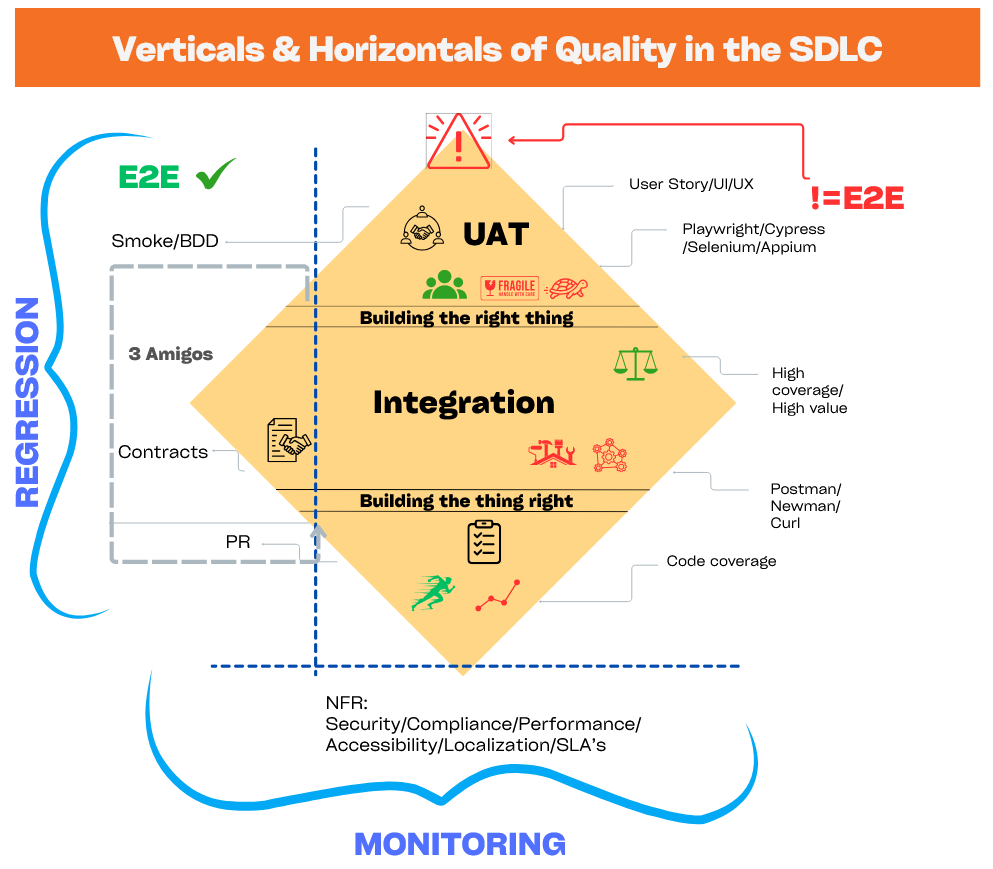 Verticals & Horizontals of Quality in the SDLC
E2E
!=E2E
User Story/UI/UX
Smoke/BDD
UAT
Playwright/Cypress
/Selenium/Appium
FRAGILE
HANDLE WITH CARE
Building the right thing
3 Amigos
High
coverage/
High value
Integration
REGRESSION
Contracts
Postman/
Newman/
Curl
Building the thing right
PR
Code coverage
NFR:
Security/Compliance/Performance/
Accessibility/Localization/SLA's
MONITORING